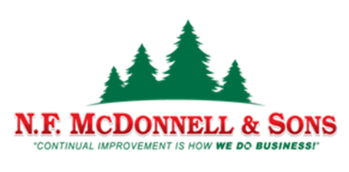 N.F. McDonnell & Sons
"CONTINUAL IMPROVEMENT IS HOW WE DO BUSINESS!"